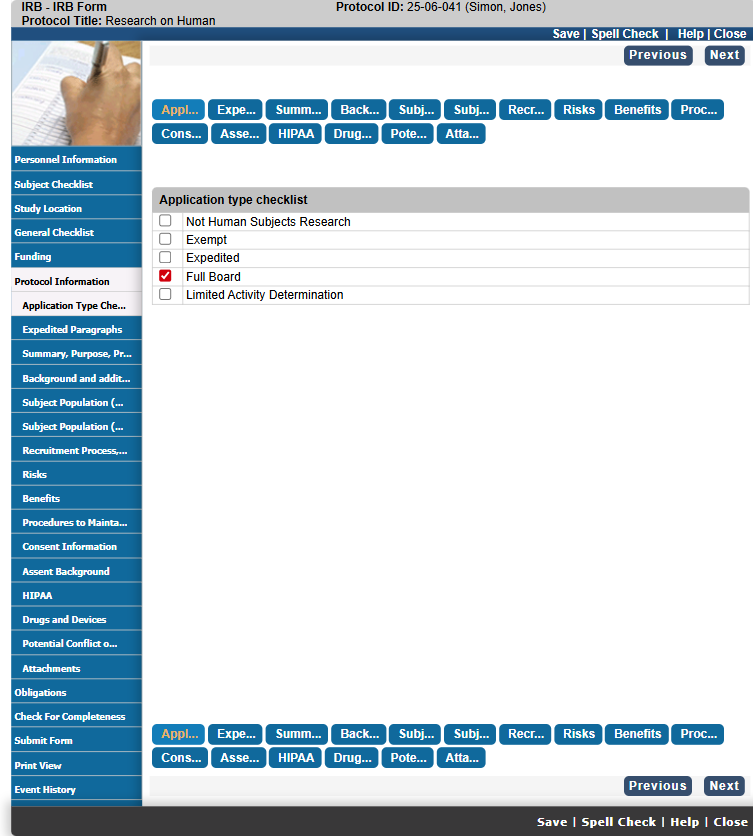 IRB - IRB Form Protocol ID: 25-06-041 (Simon, Jones)
Protocol Title: Research on Human
Save | Spell Check | Help | Close
Previous Next
Appl... Expe... Summ... Back... Subj... Subj... Recr... Risks Benefits Proc...
Cons... Asse... HIPAA Drug... Pote... Atta...
Personnel Information
Subject Checklist
Study Location
General Checklist
Funding
Protocol Information
Application Type Che...
Expedited Paragraphs
Summary, Purpose, Pr...
Background and addit...
Subject Population (...
Subject Population (...
Recruitment Process,...
Risks
Benefits
Procedures to Mainta...
Consent Information
Assent Background
HIPAA
Drugs and Devices
Potential Conflict o...
Attachments
Obligations
Check For Completeness
Submit Form
Print View
Event History
Application type checklist
Not Human Subjects Research
Exempt
Expedited
Full Board
Limited Activity Determination
Appl... Expe... Summ... Back... Subj... Subj... Recr... Risks Benefits Proc...
Cons... Asse... HIPAA Drug... Pote... Atta...
Previous Next
Save | Spell Check | Help | Close